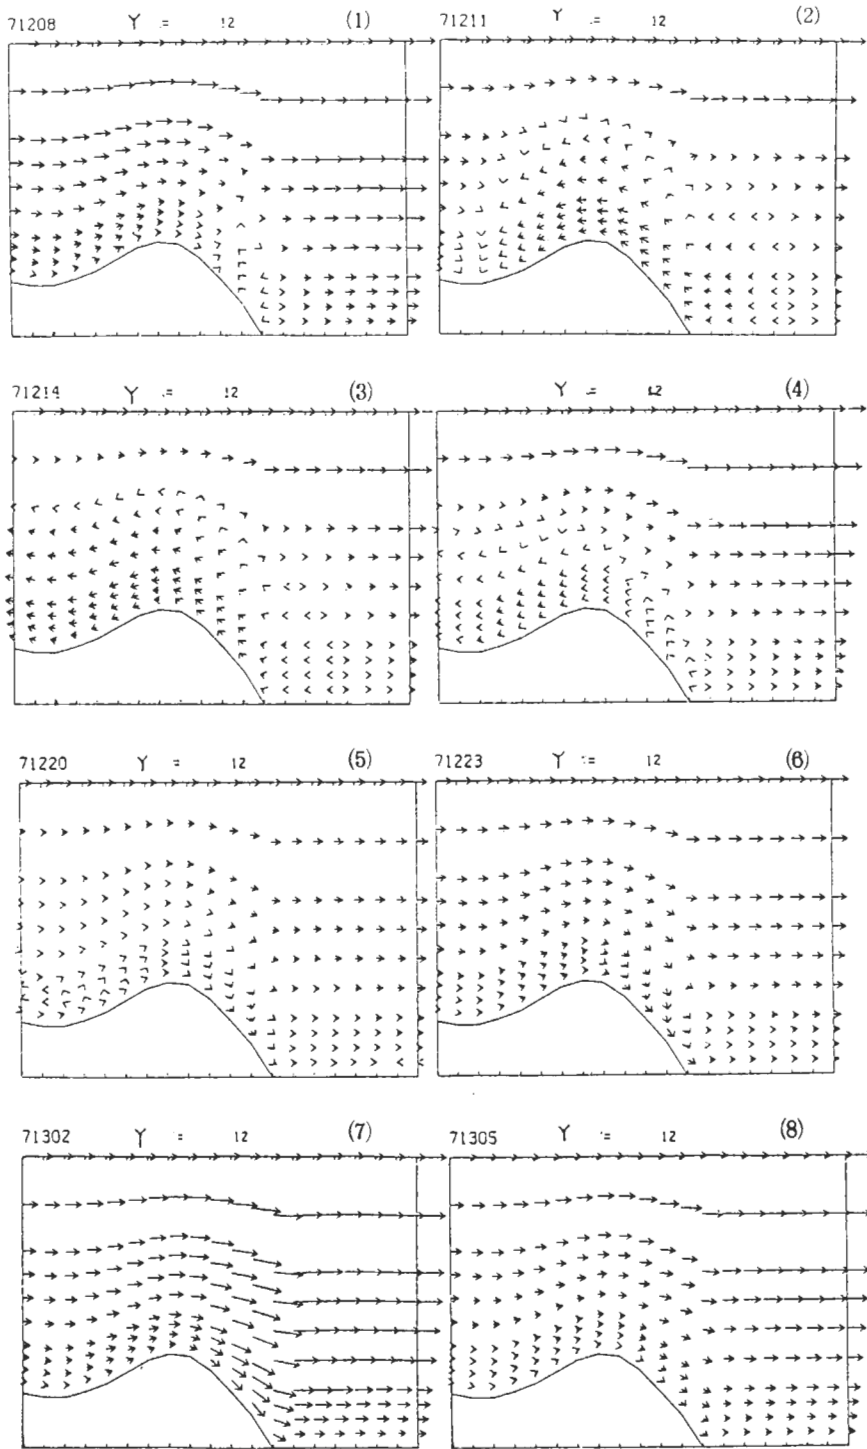 71208 Y = 12 (1)
71211 Y = 12 (2)
71214 Y = 12 (3)
Y = 12 (4)
71220 Y = 12 (5)
71223 Y = 12 (6)
71302 Y = 12 (7)
71305 Y = 12 (8)